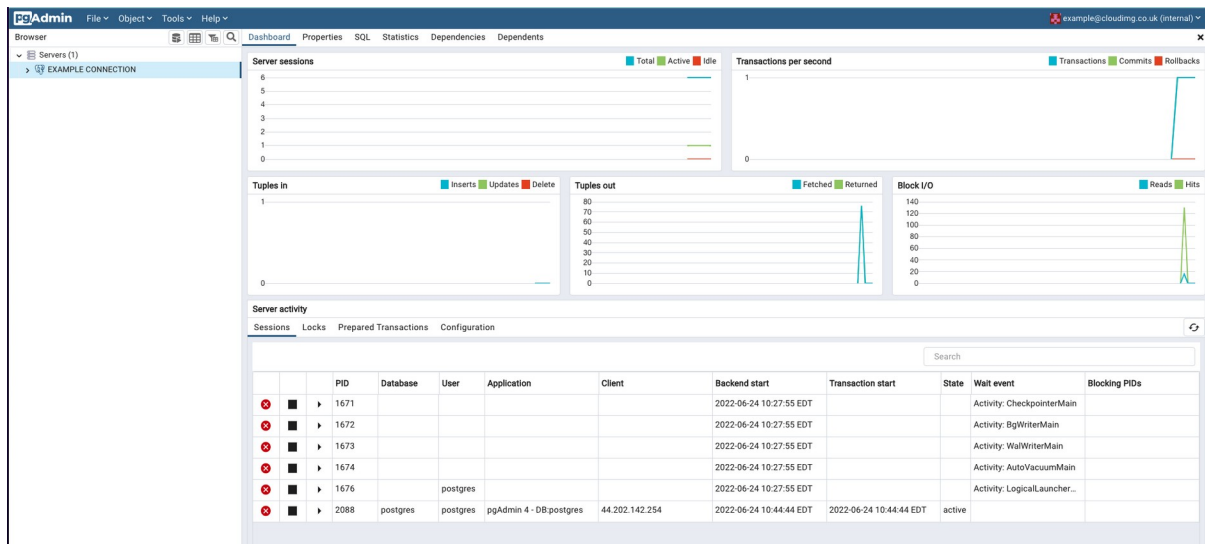 pgAdmin File Object Tools Help example@cloudimg.co.uk (internal)
Browser Dashboard Properties SQL Statistics Dependencies Dependents
Servers (1)
EXAMPLE CONNECTION
Server sessions Total Active Idle
6
5
4
3
2
1
0
Transactions per second Transactions Commits Rollbacks
1
0
Tuples in Inserts Updates Delete
1
0
Tuples out Fetched Returned
80
70
60
50
40
30
20
10
0
Block I/O Reads Hits
140
120
100
80
60
40
20
0
Server activity
Sessions Locks Prepared Transactions Configuration
Search
PID Database User Application Client Backend start Transaction start State Wait event Blocking PIDs
1671 2022-06-24 10:27:55 EDT Activity: CheckpointerMain
1672 2022-06-24 10:27:55 EDT Activity: BgWriterMain
1673 2022-06-24 10:27:55 EDT Activity: WalWriterMain
1674 2022-06-24 10:27:55 EDT Activity: AutoVacuumMain
1676 postgres 2022-06-24 10:27:55 EDT Activity: LogicalLauncher...
2088 postgres postgres pgAdmin 4 - DB:postgres 44.202.142.254 2022-06-24 10:44:44 EDT 2022-06-24 10:44:44 EDT active